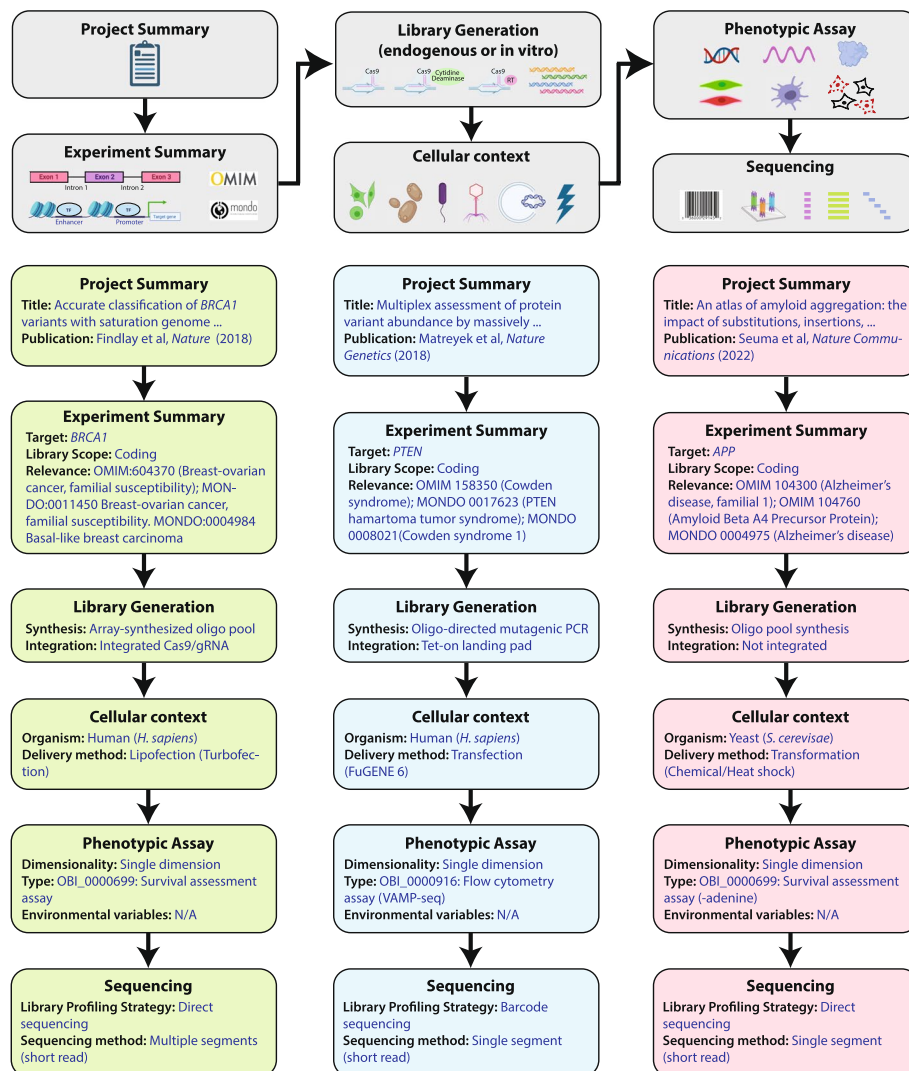 Project Summary
Experiment Summary
Exon 1
Exon 2
Exon 3
Intron 1
Intron 2
OMIM
TF
TF
Enhancer
Promoter
Target gene
mondo
Library Generation
(endogenous or in vitro)
Cas9
Cas9
Cytidine
Deaminase
Cas9
RT
Cellular context
Phenotypic Assay
Sequencing
Project Summary
Title: Accurate classification of BRCA1
variants with saturation genome ...
Publication: Findlay et al, Nature (2018)
Experiment Summary
Target: BRCA1
Library Scope: Coding
Relevance: OMIM:604370 (Breast-ovarian
cancer, familial susceptibility); MON-
DO:0011450 Breast-ovarian cancer,
familial susceptibility. MONDO:0004984
Basal-like breast carcinoma
Library Generation
Synthesis: Array-synthesized oligo pool
Integration: Integrated Cas9/gRNA
Cellular context
Organism: Human (H. sapiens)
Delivery method: Lipofection (Turbofec-
tion)
Phenotypic Assay
Dimensionality: Single dimension
Type: OBI_0000699: Survival assessment
assay
Environmental variables: N/A
Sequencing
Library Profiling Strategy: Direct
sequencing
Sequencing method: Multiple segments
(short read)
Project Summary
Title: Multiplex assessment of protein
variant abundance by massively ...
Publication: Matreyek et al, Nature
Genetics (2018)
Experiment Summary
Target: PTEN
Library Scope: Coding
Relevance: OMIM 158350 (Cowden
syndrome); MONDO 0017623 (PTEN
hamartoma tumor syndrome); MONDO
0008021(Cowden syndrome 1)
Library Generation
Synthesis: Oligo-directed mutagenic PCR
Integration: Tet-on landing pad
Cellular context
Organism: Human (H. sapiens)
Delivery method: Transfection
(FuGENE 6)
Phenotypic Assay
Dimensionality: Single dimension
Type: OBI_0000916: Flow cytometry
assay (VAMP-seq)
Environmental variables: N/A
Sequencing
Library Profiling Strategy: Barcode
sequencing
Sequencing method: Single segment
(short read)
Project Summary
Title: An atlas of amyloid aggregation: the
impact of substitutions, insertions, ...
Publication: Seuma et al, Nature Commu-
nications (2022)
Experiment Summary
Target: APP
Library Scope: Coding
Relevance: OMIM 104300 (Alzheimer's
disease, familial 1); OMIM 104760
(Amyloid Beta A4 Precursor Protein);
MONDO 0004975 (Alzheimer's disease)
Library Generation
Synthesis: Oligo pool synthesis
Integration: Not integrated
Cellular context
Organism: Yeast (S. cerevisae)
Delivery method: Transformation
(Chemical/Heat shock)
Phenotypic Assay
Dimensionality: Single dimension
Type: OBI_0000699: Survival assessment
assay (-adenine)
Environmental variables: N/A
Sequencing
Library Profiling Strategy: Direct
sequencing
Sequencing method: Single segment
(short read)